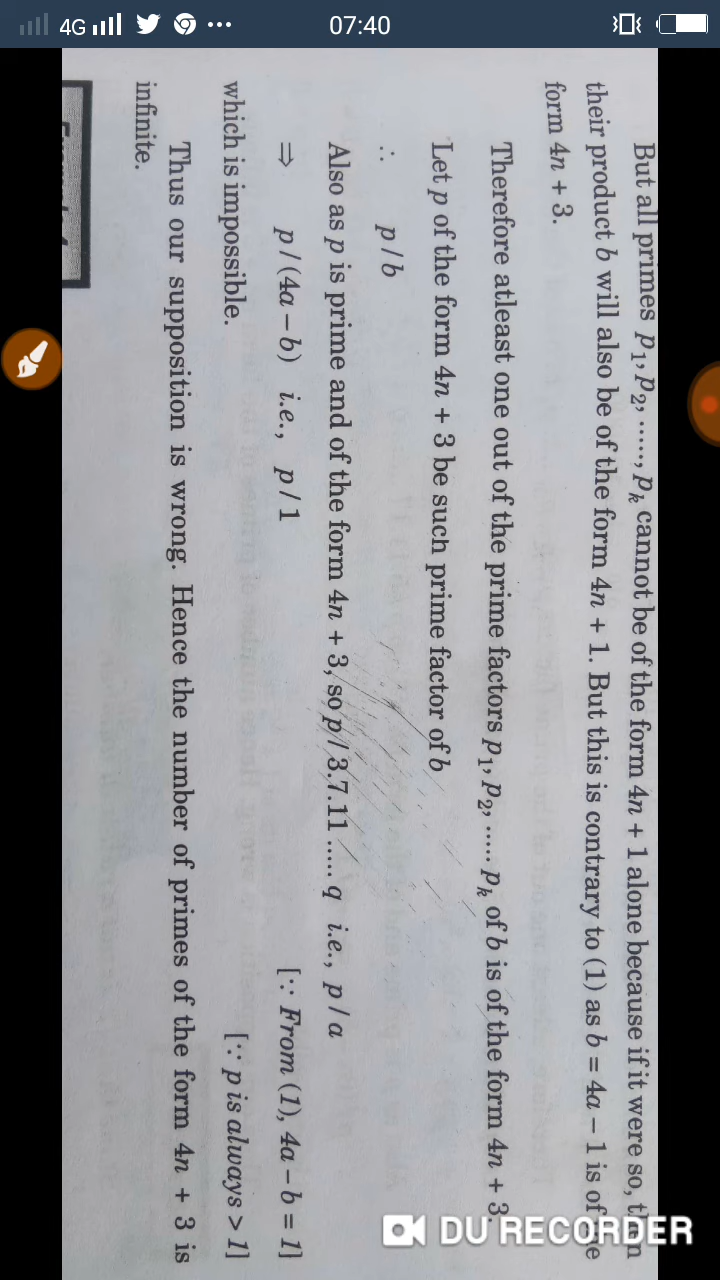 4G 07:40
But all primes p₁, p₂, ......, pₖ cannot be of the form 4n + 1 alone because if it were so, then
their product b will also be of the form 4n + 1. But this is contrary to (1) as b = 4a – 1 is of the
form 4n + 3.
Therefore atleast one out of the prime factors p₁, p₂, ..... pₖ of b is of the form 4n + 3.
Let p of the form 4n + 3 be such prime factor of b
∴ p / b
Also as p is prime and of the form 4n + 3, so p / 3.7.11 ..... q i.e., p / a
⇒ p / (4a – b) i.e., p / 1 [∵ From (1), 4a – b = 1]
which is impossible. [∵ p is always > 1]
Thus our supposition is wrong. Hence the number of primes of the form 4n + 3 is
infinite.
DU RECORDER